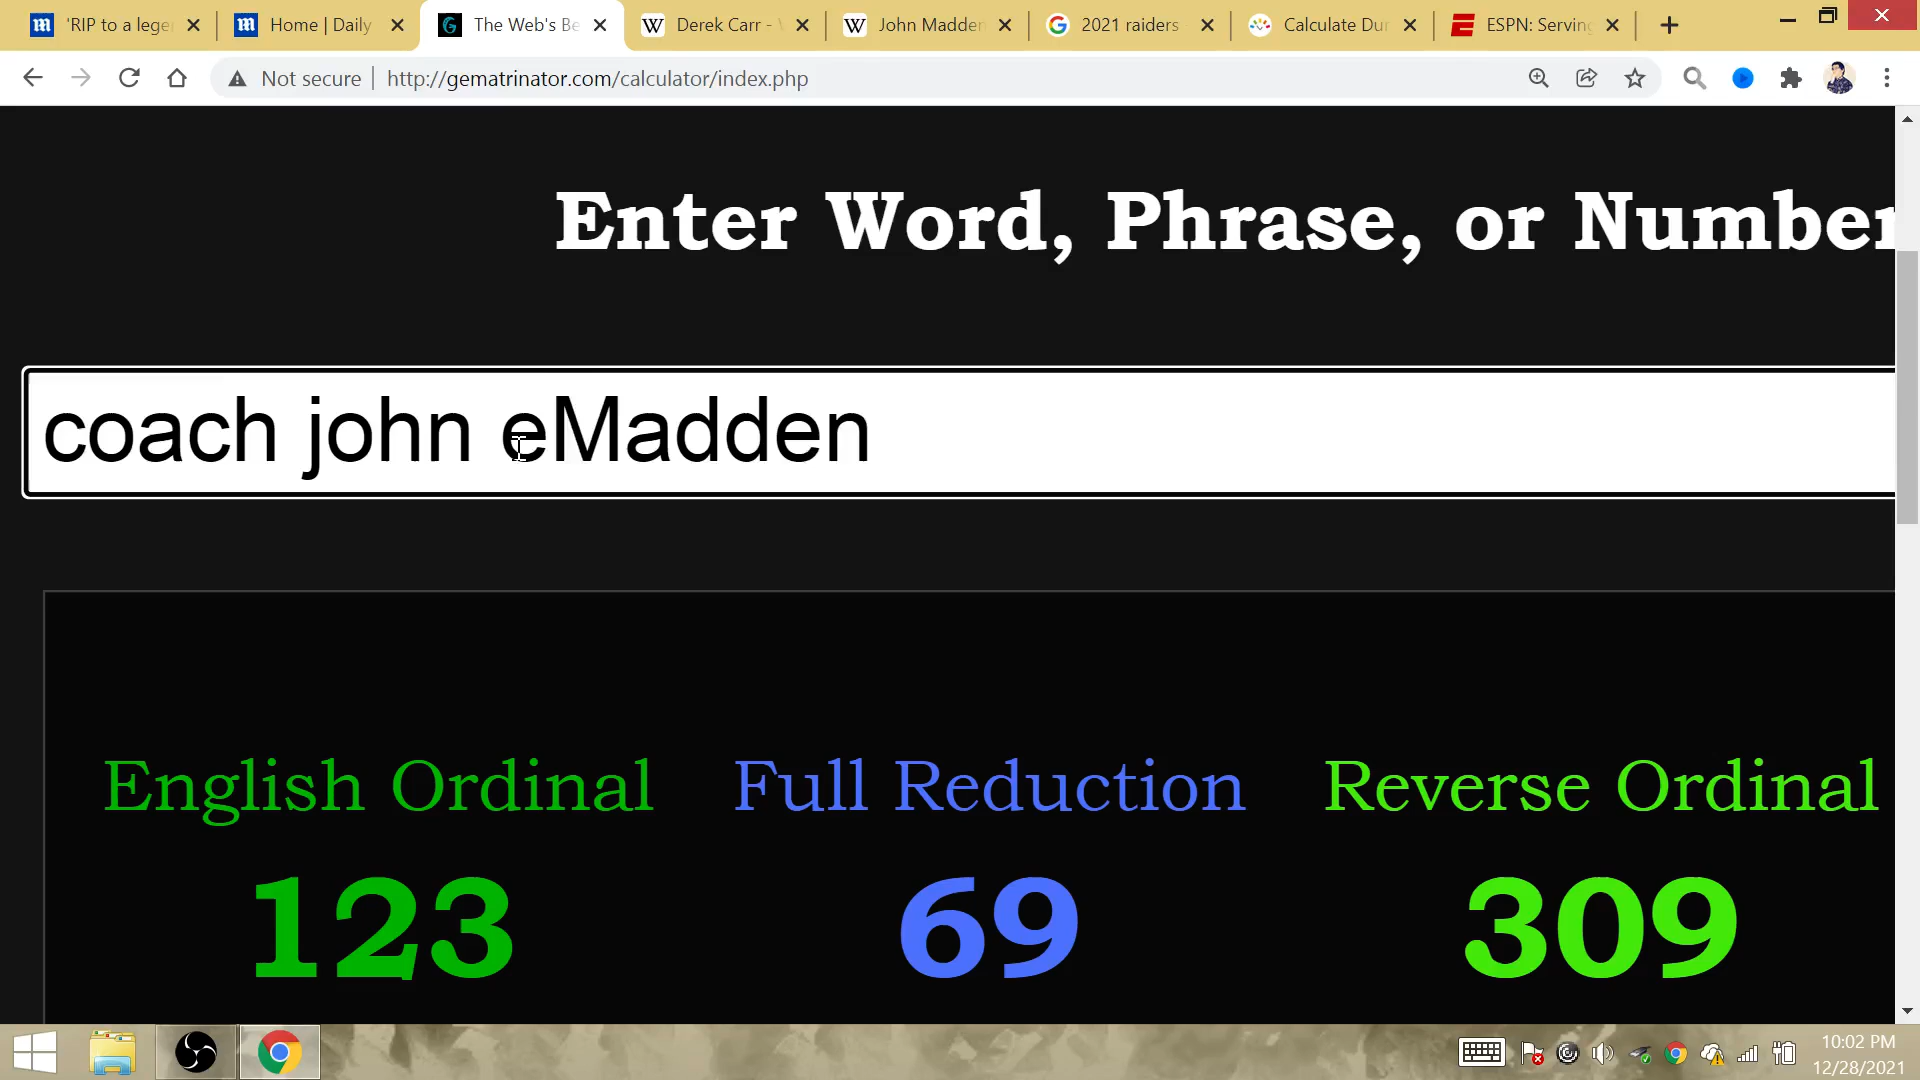 'RIP to a lege
Home | Daily
The Web's Be
Derek Carr -
John Madden
2021 raiders
Calculate Dur
ESPN: Serving
Not secure
http://gematrinator.com/calculator/index.php
Enter Word, Phrase, or Number
coach john eMadden
English Ordinal
Full Reduction
Reverse Ordinal
123
69
309
10:02 PM
12/28/2021